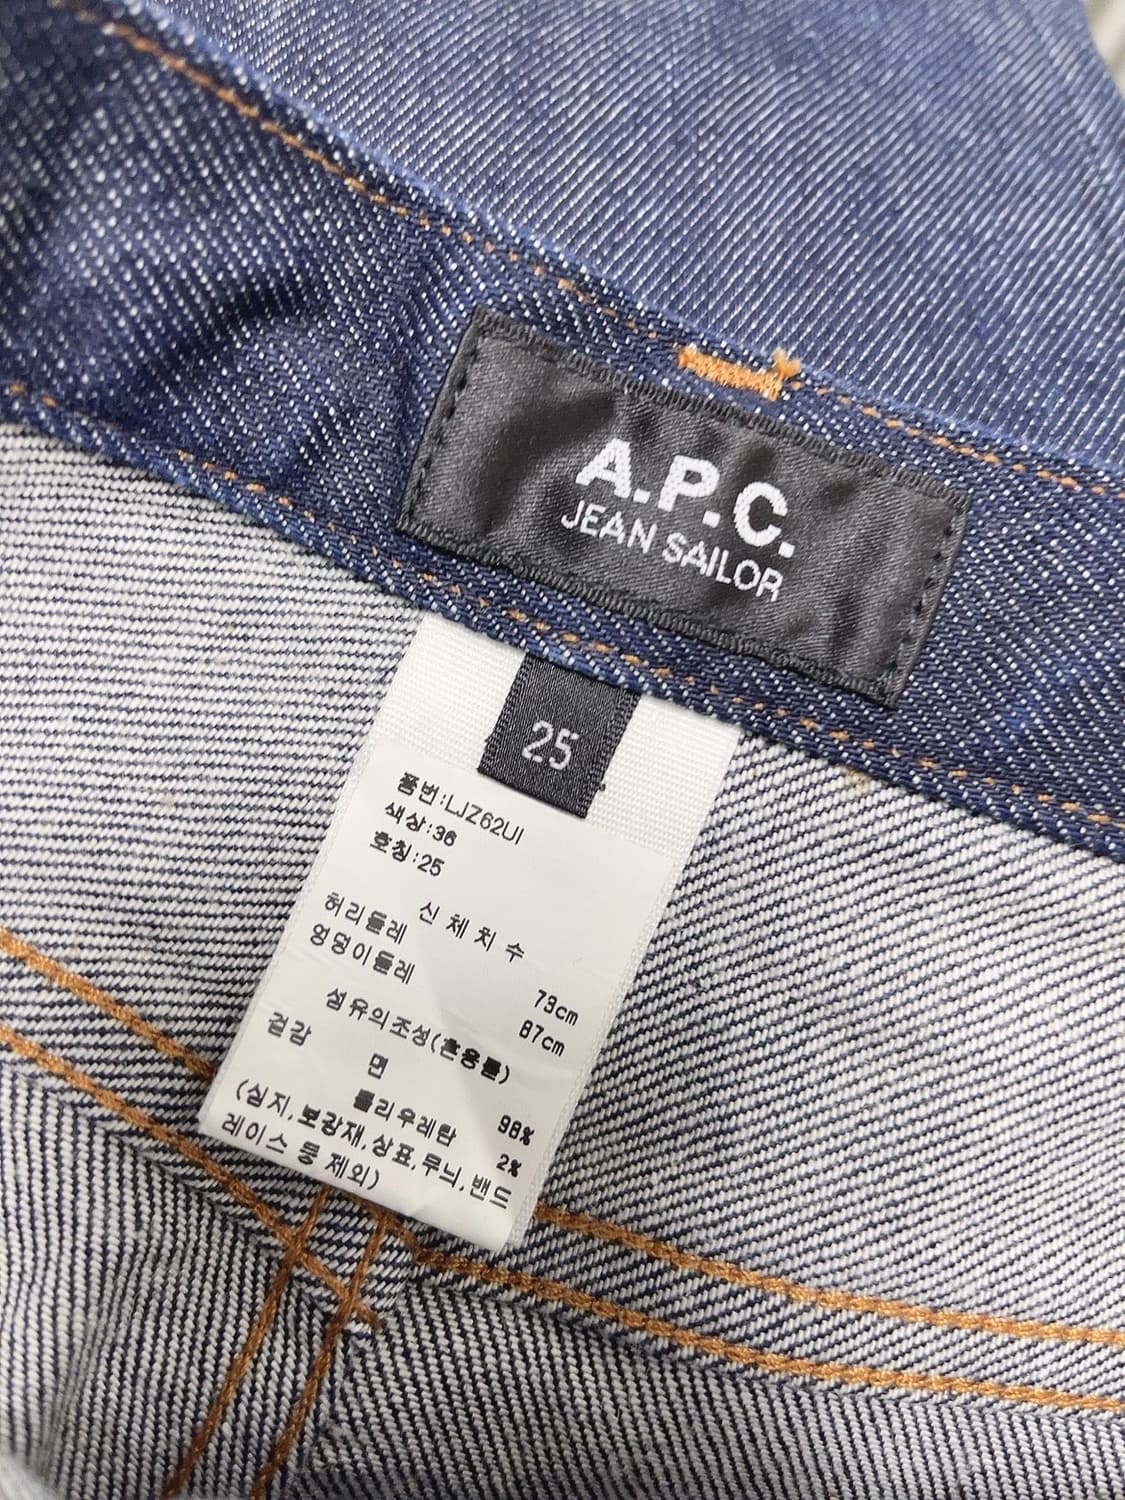 A.P.C.
JEAN SAILOR
25
품번:LJZ62UI
색상:36
호칭:25
신 체 치 수
허리둘레 73cm
엉덩이둘레 87cm
섬유의조성(혼용률)
겉감 면 98%
폴리우레탄 2%
(심지,보강재,상표,무늬,밴드
레이스 등 제외)